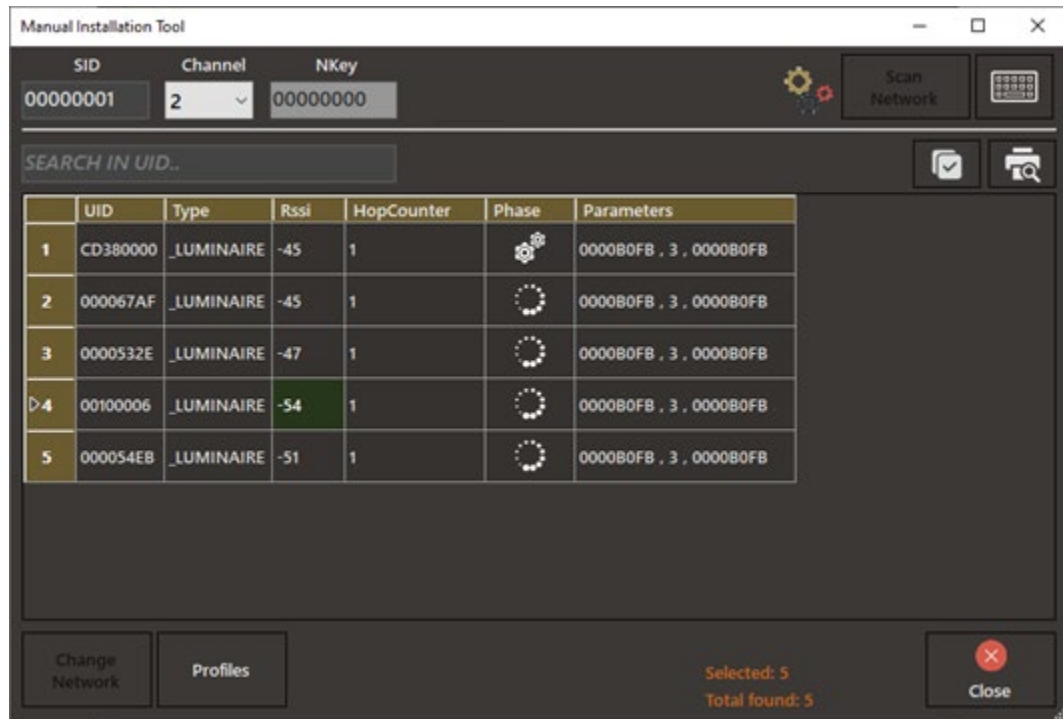 Manual Installation Tool
SID Channel NKey
00000001 2 00000000
Scan
Network
SEARCH IN UID..
UID Type Rssi HopCounter Phase Parameters
1 CD380000 _LUMINAIRE -45 1 0000B0FB , 3 , 0000B0FB
2 000067AF _LUMINAIRE -45 1 0000B0FB , 3 , 0000B0FB
3 0000532E _LUMINAIRE -47 1 0000B0FB , 3 , 0000B0FB
4 00100006 _LUMINAIRE -54 1 0000B0FB , 3 , 0000B0FB
5 000054EB _LUMINAIRE -51 1 0000B0FB , 3 , 0000B0FB
Change
Network
Profiles
Selected: 5
Total found: 5
Close